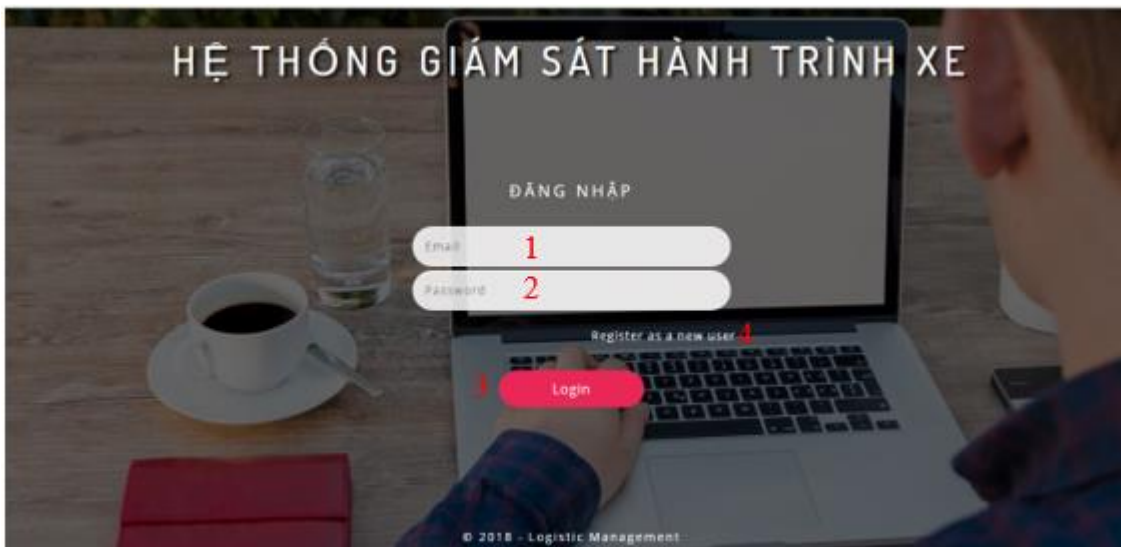 HỆ THỐNG GIÁM SÁT HÀNH TRÌNH XE
ĐĂNG NHẬP
Email 1
Password 2
Register as a new user 4
3 Login
© 2018 - Logistic Management